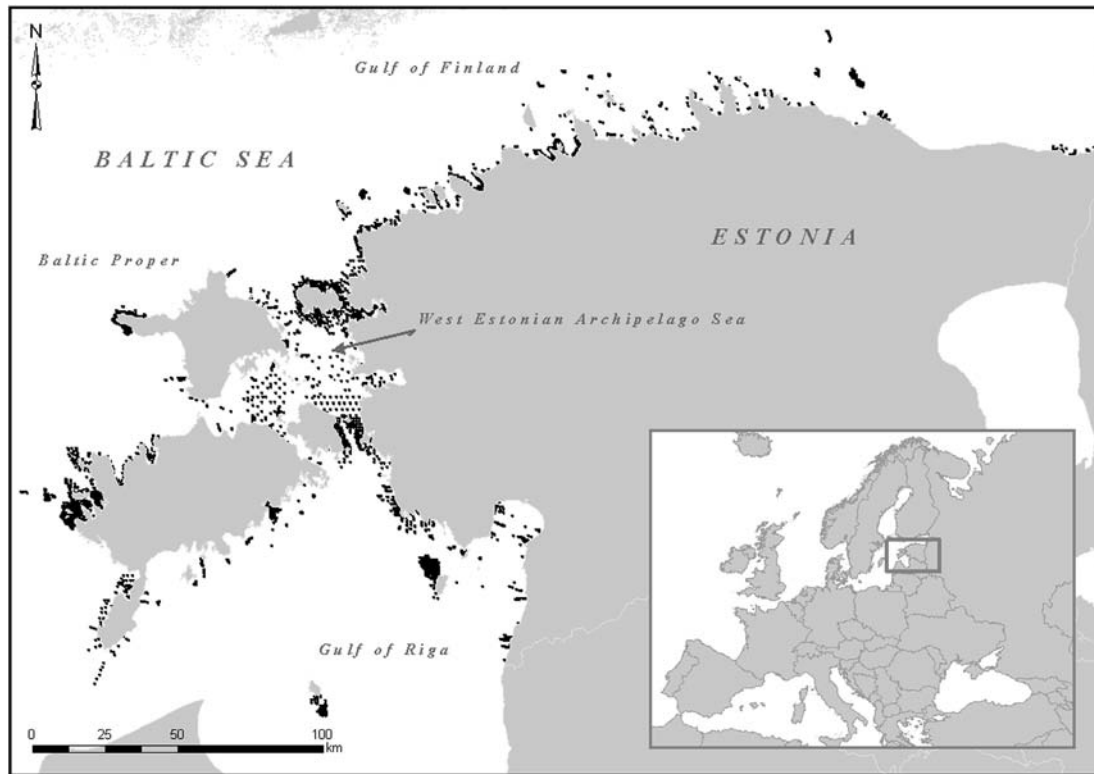 N
Gulf of Finland
BALTIC SEA
ESTONIA
Baltic Proper
West Estonian Archipelago Sea
Gulf of Riga
0 25 50 100
km